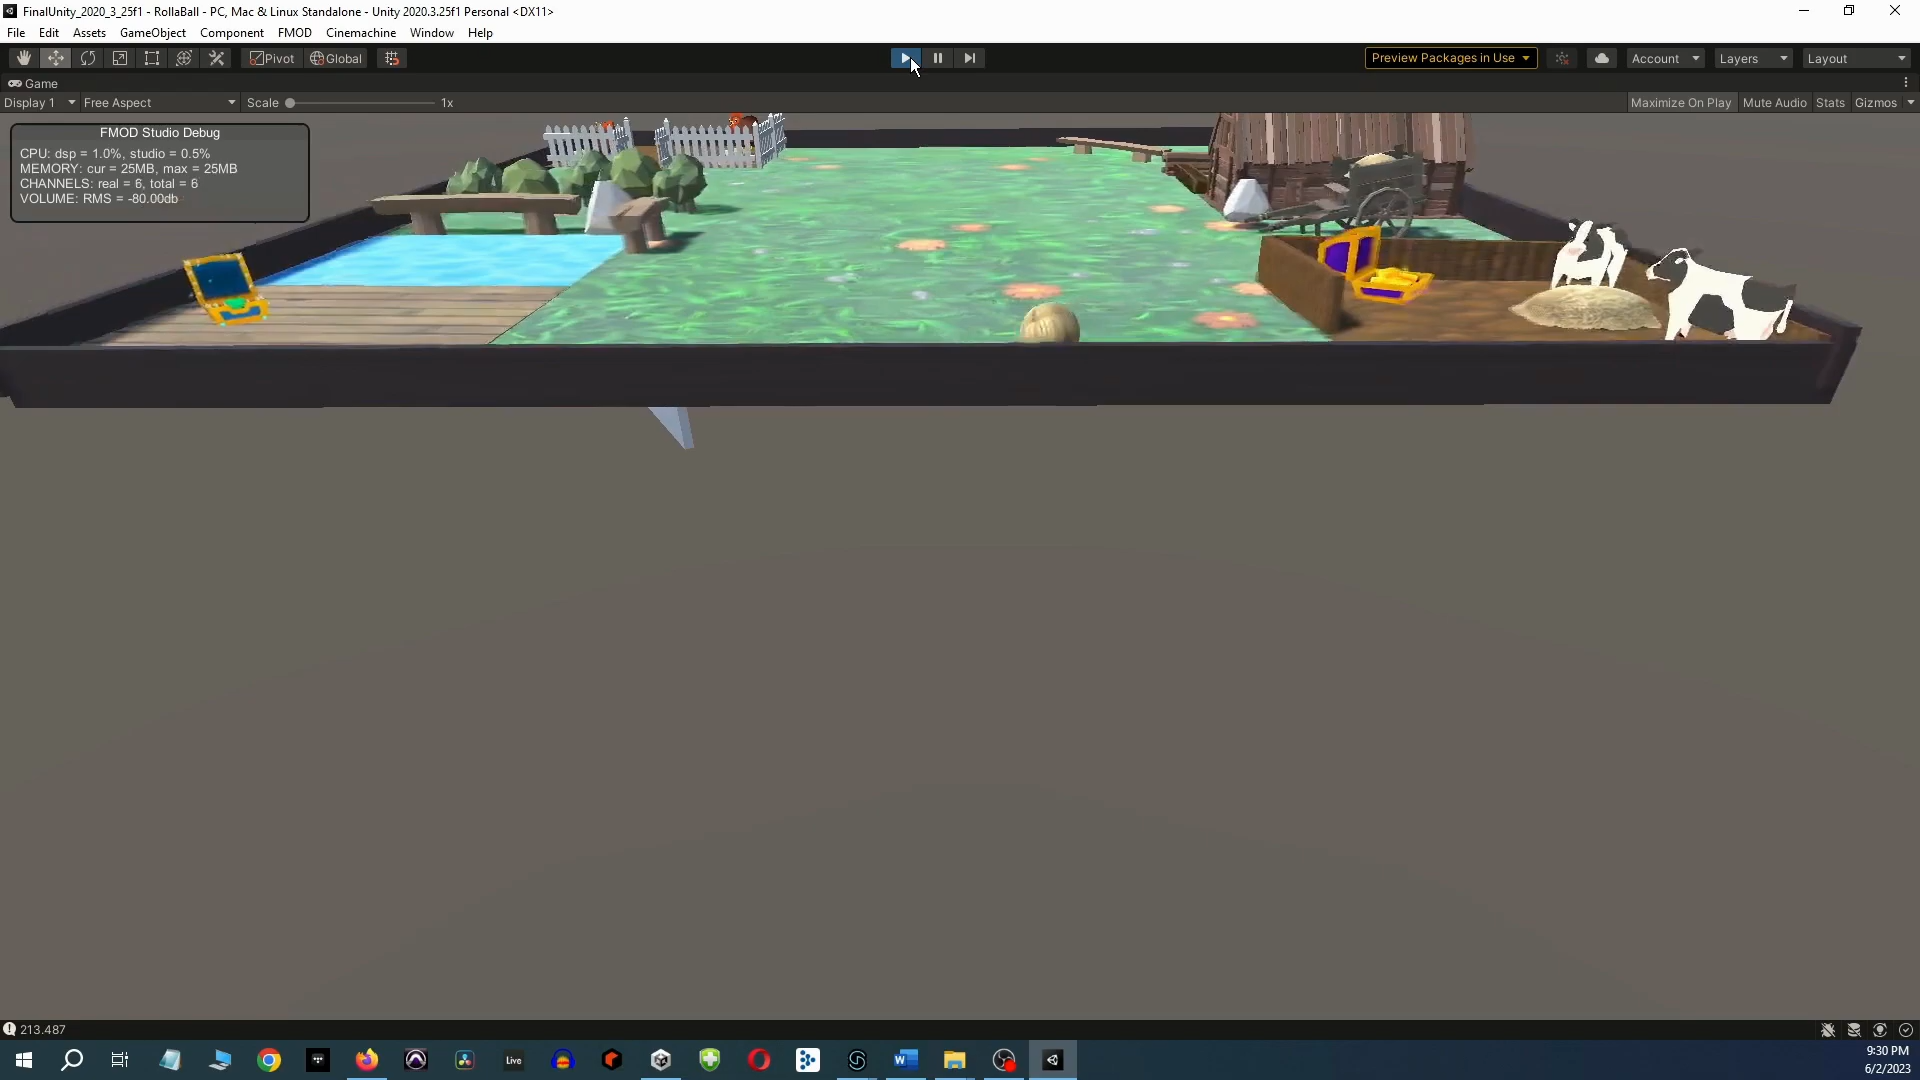 FinalUnity_2020_3_25f1 - RollaBall - PC, Mac & Linux Standalone - Unity 2020.3.25f1 Personal <DX11>
File Edit Assets GameObject Component FMOD Cinemachine Window Help
Pivot Global Preview Packages in Use Account Layers Layout
Game
Display 1 Free Aspect Scale 1x Maximize On Play Mute Audio Stats Gizmos
FMOD Studio Debug
CPU: dsp = 1.0%, studio = 0.5%
MEMORY: cur = 25MB, max = 25MB
CHANNELS: real = 6, total = 6
VOLUME: RMS = -80.00db
213.487
Live
9:30 PM
6/2/2023